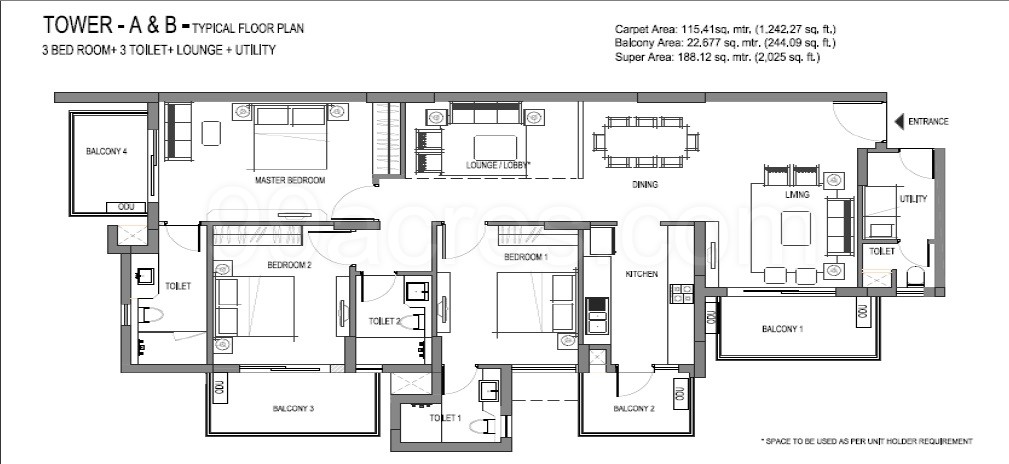 TOWER - A & B - TYPICAL FLOOR PLAN
3 BED ROOM+ 3 TOILET+ LOUNGE + UTILITY
Carpet Area: 115.41sq. mtr. (1,242.27 sq. ft.)
Balcony Area: 22.677 sq. mtr. (244.09 sq. ft.)
Super Area: 188.12 sq. mtr. (2,025 sq. ft.)
ENTRANCE
BALCONY 4
ODU
MASTER BEDROOM
LOUNGE / LOBBY*
DINING
LIVING
UTILITY
TOILET
99acres.com
BEDROOM 2
BEDROOM 1
KITCHEN
TOILET
TOILET 2
ODU
BALCONY 1
ODU
ODU
BALCONY 3
TOILET 1
BALCONY 2
ODU
* SPACE TO BE USED AS PER UNIT HOLDER REQUIREMENT